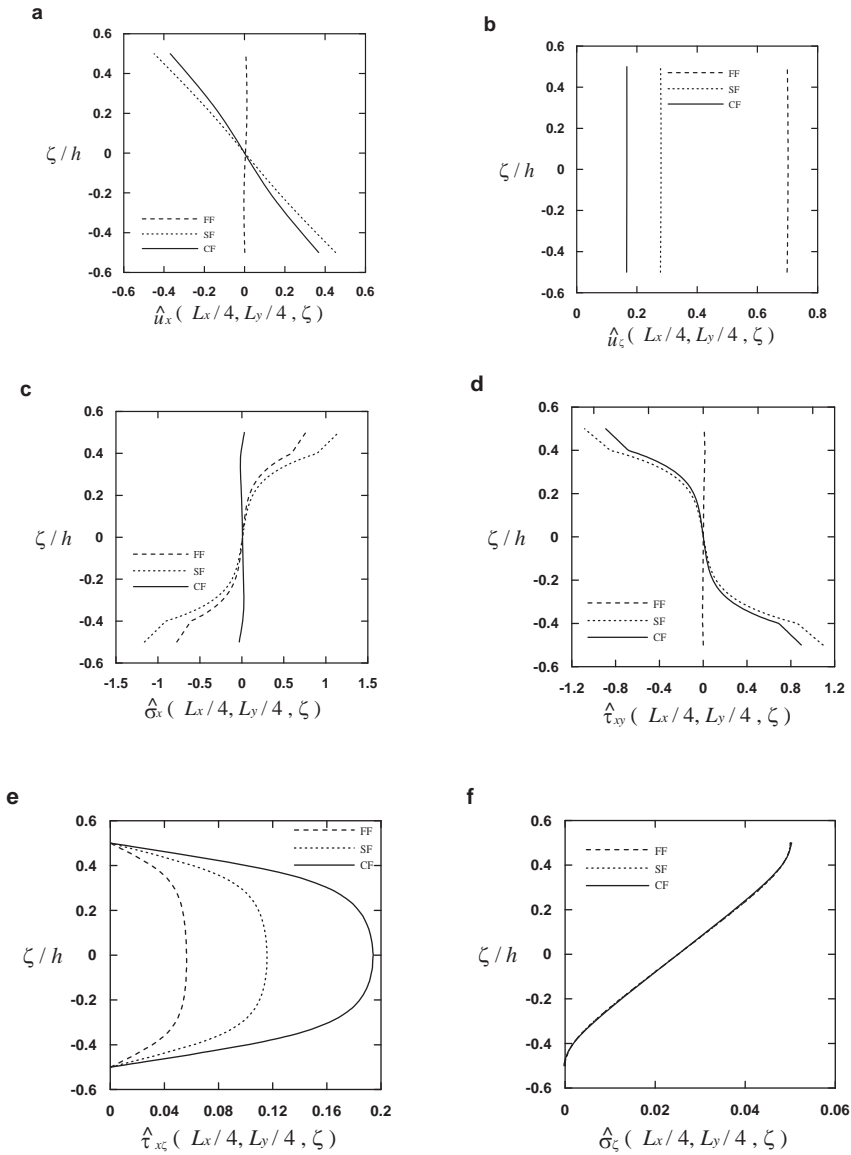 a
0.6
0.4
0.2
0
-0.2
-0.4
-0.6
ζ / h
FF
SF
CF
-0.6 -0.4 -0.2 0 0.2 0.4 0.6
û_x ( L_x / 4, L_y / 4 , ζ )
b
0.6
0.4
0.2
0
-0.2
-0.4
-0.6
ζ / h
FF
SF
CF
0 0.2 0.4 0.6 0.8
û_ζ ( L_x / 4, L_y / 4 , ζ )
c
0.6
0.4
0.2
0
-0.2
-0.4
-0.6
ζ / h
FF
SF
CF
-1.5 -1 -0.5 0 0.5 1 1.5
σ̂_x ( L_x / 4, L_y / 4 , ζ )
d
0.6
0.4
0.2
0
-0.2
-0.4
-0.6
ζ / h
FF
SF
CF
-1.2 -0.8 -0.4 0 0.4 0.8 1.2
τ̂_xy ( L_x / 4, L_y / 4 , ζ )
e
0.6
0.4
0.2
0
-0.2
-0.4
-0.6
ζ / h
FF
SF
CF
0 0.04 0.08 0.12 0.16 0.2
τ̂_xζ ( L_x / 4, L_y / 4 , ζ )
f
0.6
0.4
0.2
0
-0.2
-0.4
-0.6
ζ / h
FF
SF
CF
0 0.02 0.04 0.06
σ̂_ζ ( L_x / 4, L_y / 4 , ζ )